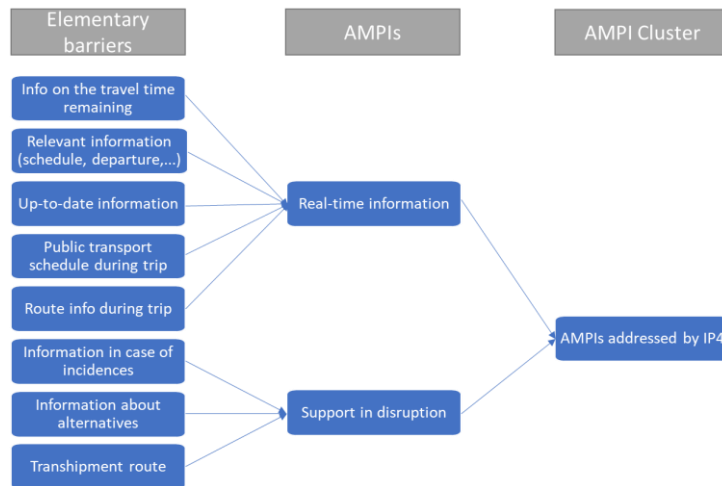 Elementary
barriers
AMPIs
AMPI Cluster
Info on the travel time
remaining
Relevant information
(schedule, departure,...)
Up-to-date information
Public transport
schedule during trip
Route info during trip
Information in case of
incidences
Information about
alternatives
Transhipment route
Real-time information
Support in disruption
AMPIs addressed by IP4